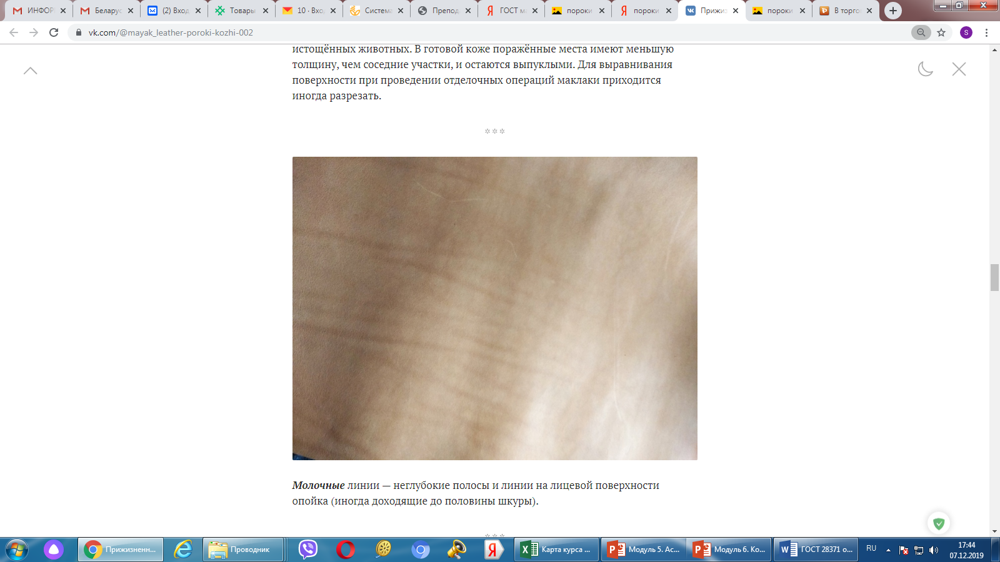 ИНФОР
Беларус
(2) Вход
Товары
10 · Вхо
Система
Препод
ГОСТ м
пороки
пороки
Прижиз
пороки
В торго
vk.com/@mayak_leather-poroki-kozhi-002
S
истощённых животных. В готовой коже поражённые места имеют меньшую
толщину, чем соседние участки, и остаются выпуклыми. Для выравнивания
поверхности при проведении отделочных операций маклаки приходится
иногда разрезать.
***
Молочные линии — неглубокие полосы и линии на лицевой поверхности
опойка (иногда доходящие до половины шкуры).
***
Прижизненн...
Проводник
Карта курса ...
Модуль 5. Ас...
Модуль 6. Ко...
ГОСТ 28371 о...
RU
17:44
07.12.2019